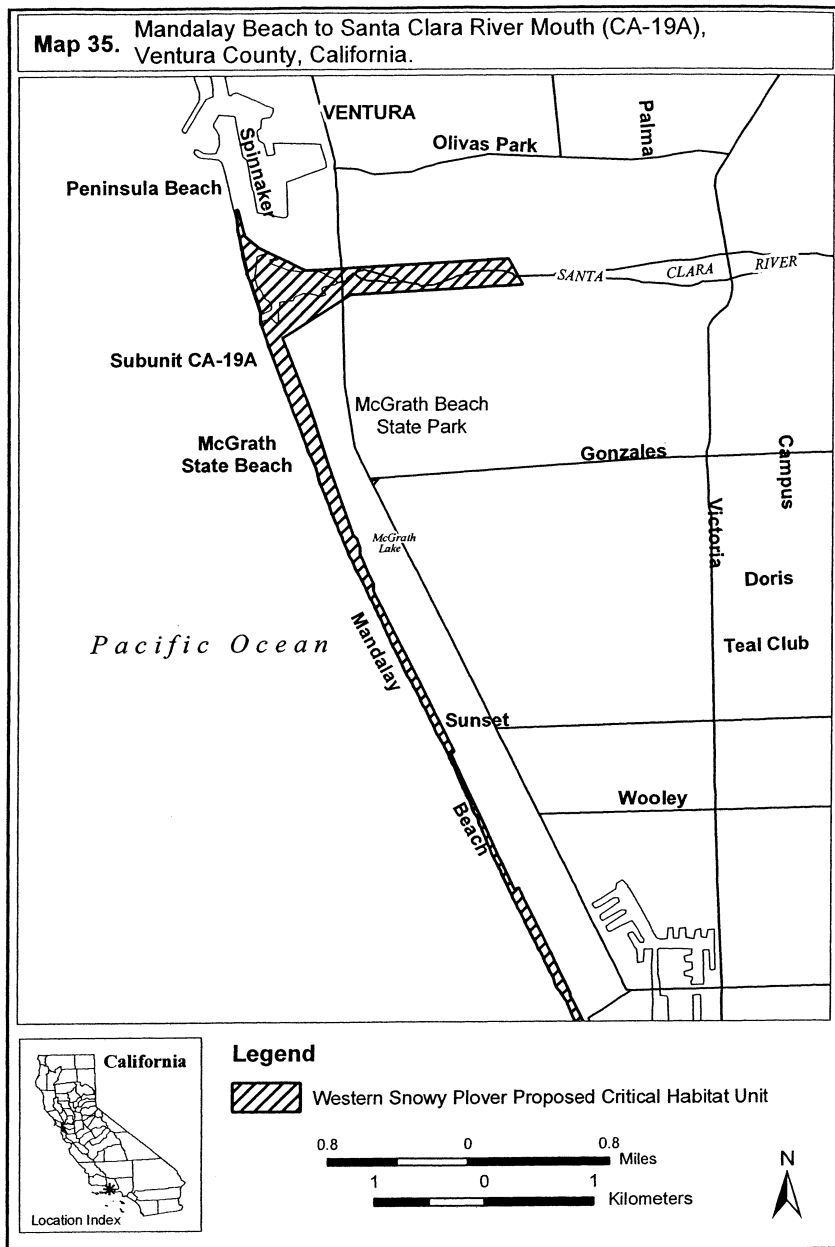 Map 35. Mandalay Beach to Santa Clara River Mouth (CA-19A),
Ventura County, California.
VENTURA
Palma
Spinnaker
Olivas Park
Peninsula Beach
SANTA CLARA RIVER
Subunit CA-19A
McGrath Beach
State Park
McGrath
State Beach
Gonzales
Campus
Victoria
McGrath
Lake
Doris
Pacific Ocean
Mandalay
Teal Club
Sunset
Wooley
Beach
California
Location Index
Legend
Western Snowy Plover Proposed Critical Habitat Unit
0.8 0 0.8
Miles
1 0 1
Kilometers
N